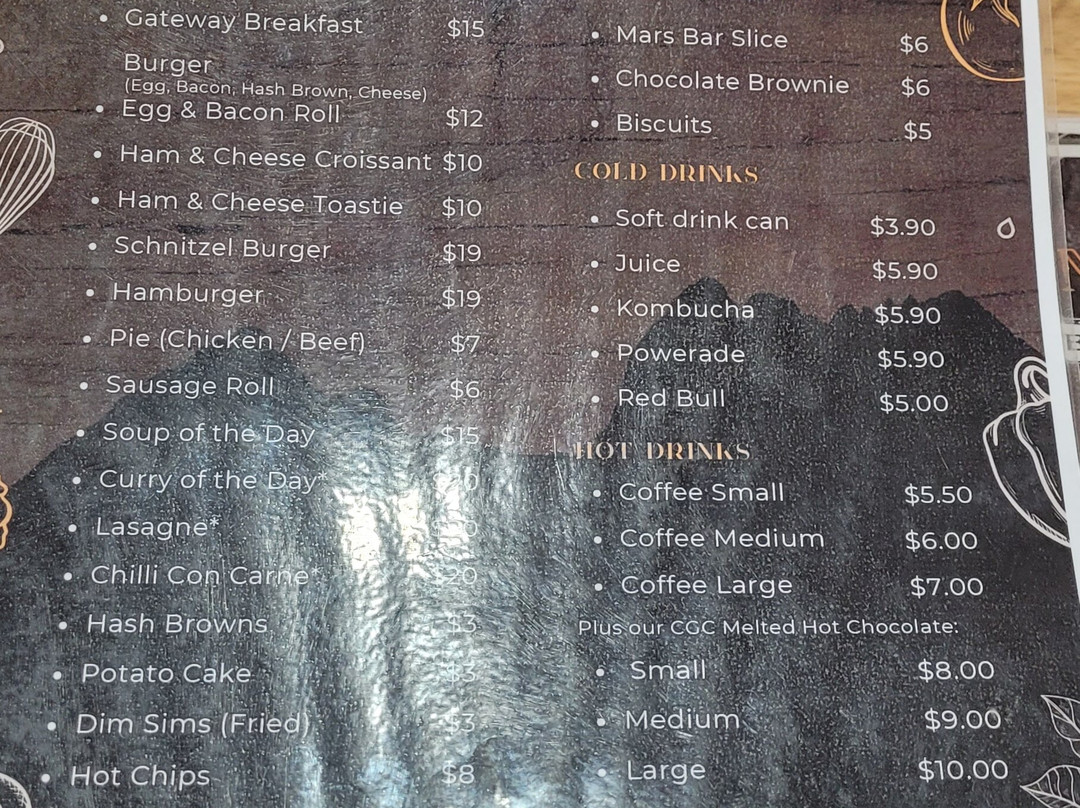 • Gateway Breakfast $15
Burger
(Egg, Bacon, Hash Brown, Cheese)
• Egg & Bacon Roll $12
• Ham & Cheese Croissant $10
• Ham & Cheese Toastie $10
• Schnitzel Burger $19
• Hamburger $19
• Pie (Chicken / Beef) $7
• Sausage Roll $6
• Soup of the Day $15
• Curry of the Day*
• Lasagne*
• Chilli Con Carne* $20
• Hash Browns $3
• Potato Cake $3
• Dim Sims (Fried) $3
• Hot Chips $8
• Mars Bar Slice $6
• Chocolate Brownie $6
• Biscuits $5
COLD DRINKS
• Soft drink can $3.90
• Juice $5.90
• Kombucha $5.90
• Powerade $5.90
• Red Bull $5.00
HOT DRINKS
• Coffee Small $5.50
• Coffee Medium $6.00
• Coffee Large $7.00
Plus our CGC Melted Hot Chocolate:
• Small $8.00
• Medium $9.00
• Large $10.00